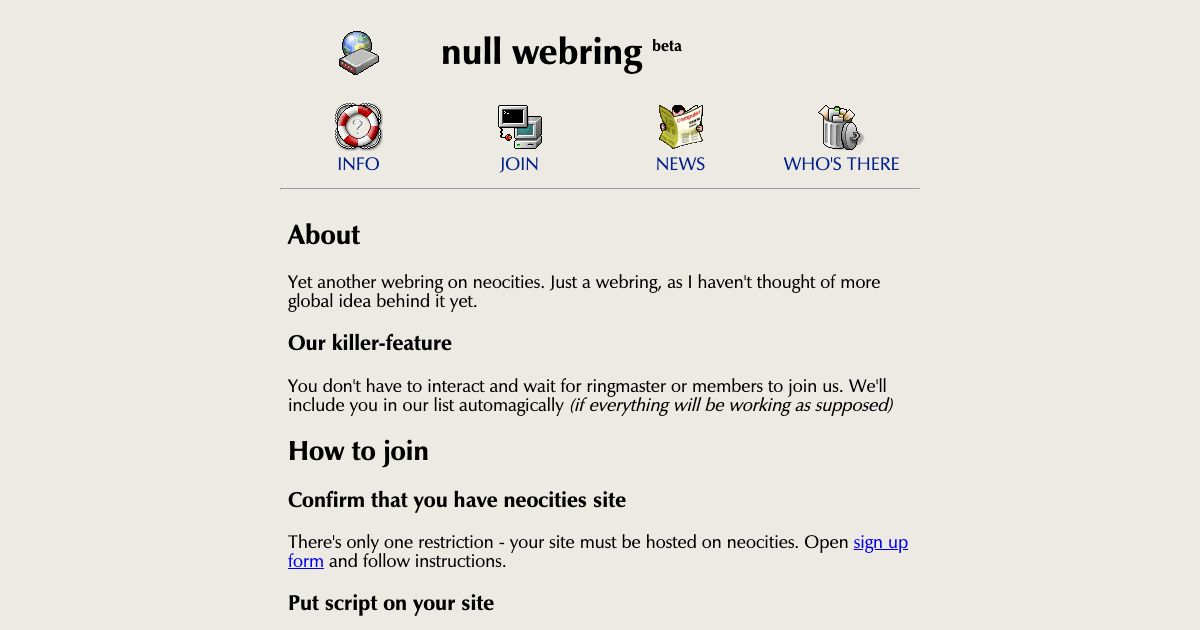 null webring beta
INFO JOIN NEWS WHO'S THERE
About
Yet another webring on neocities. Just a webring, as I haven't thought of more
global idea behind it yet.
Our killer-feature
You don't have to interact and wait for ringmaster or members to join us. We'll
include you in our list automagically (if everything will be working as supposed)
How to join
Confirm that you have neocities site
There's only one restriction - your site must be hosted on neocities. Open sign up
form and follow instructions.
Put script on your site